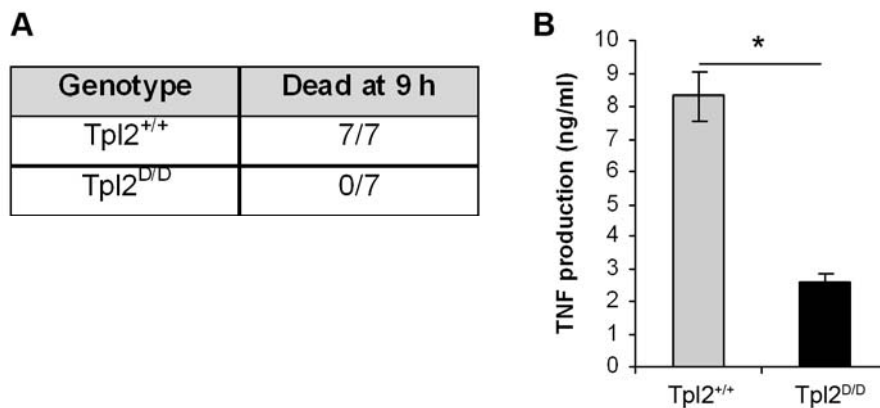 A
Genotype Dead at 9 h
Tpl2+/+ 7/7
Tpl2D/D 0/7
B
TNF production (ng/ml)
10
9
8
7
6
5
4
3
2
1
0
*
Tpl2+/+ Tpl2D/D